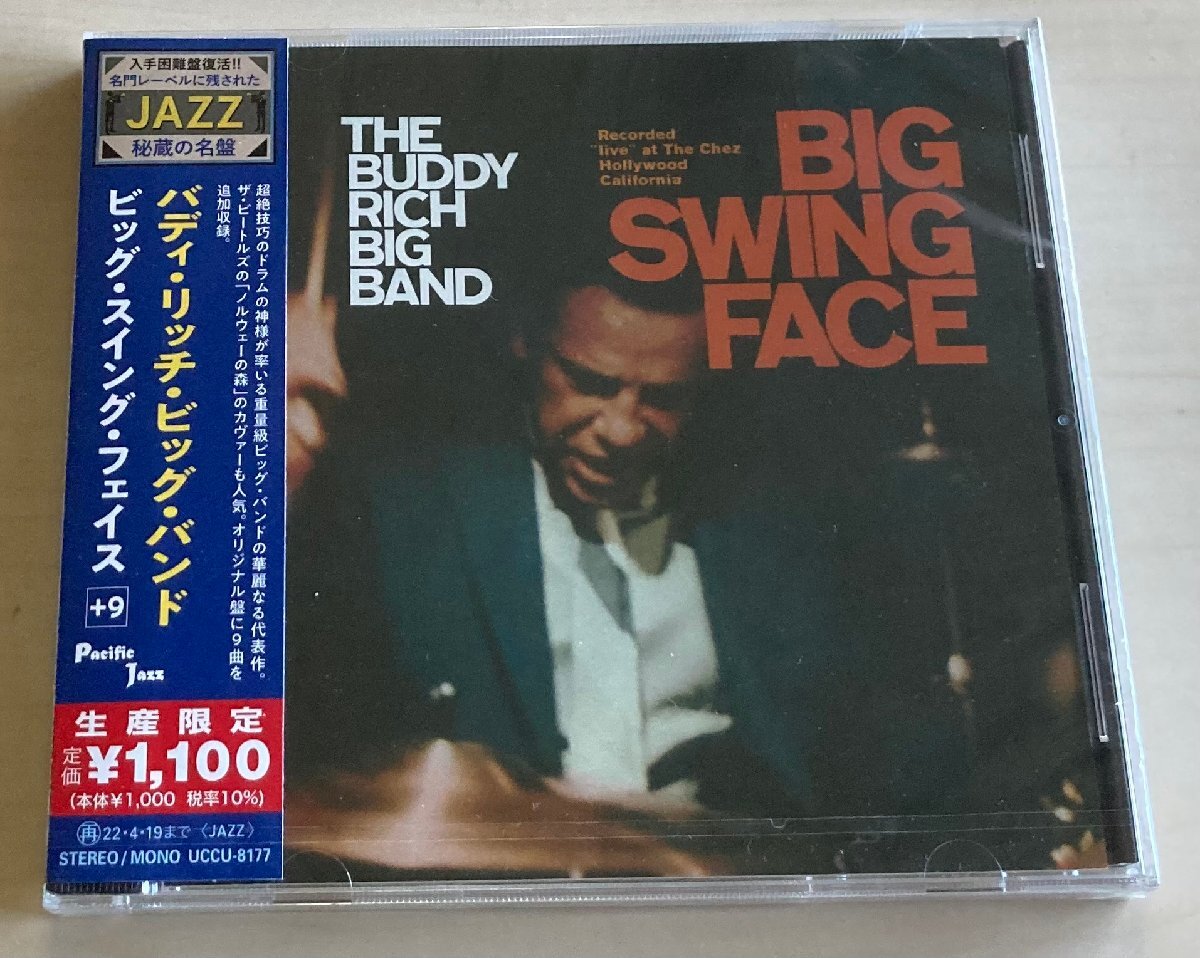 入手困難盤復活!!
名門レーベルに残された
JAZZ
秘蔵の名盤
超絶技巧のドラムの神様が率いる重量級ビッグ・バンドの華麗なる代表作。
ザ・ビートルズの「ノルウェーの森」のカヴァーも人気。オリジナル盤に9曲を
追加収録。
バディ・リッチ・ビッグ・バンド
ビッグ・スイング・フェイス +9
Pacific
Jazz
生産限定
定価 ¥1,100
(本体¥1,000 税率10%)
再 22・4・19まで〈JAZZ〉
STEREO/MONO UCCU-8177
THE
BUDDY
RICH
BIG
BAND
Recorded
"live" at The Chez
Hollywood
California
BIG
SWING
FACE